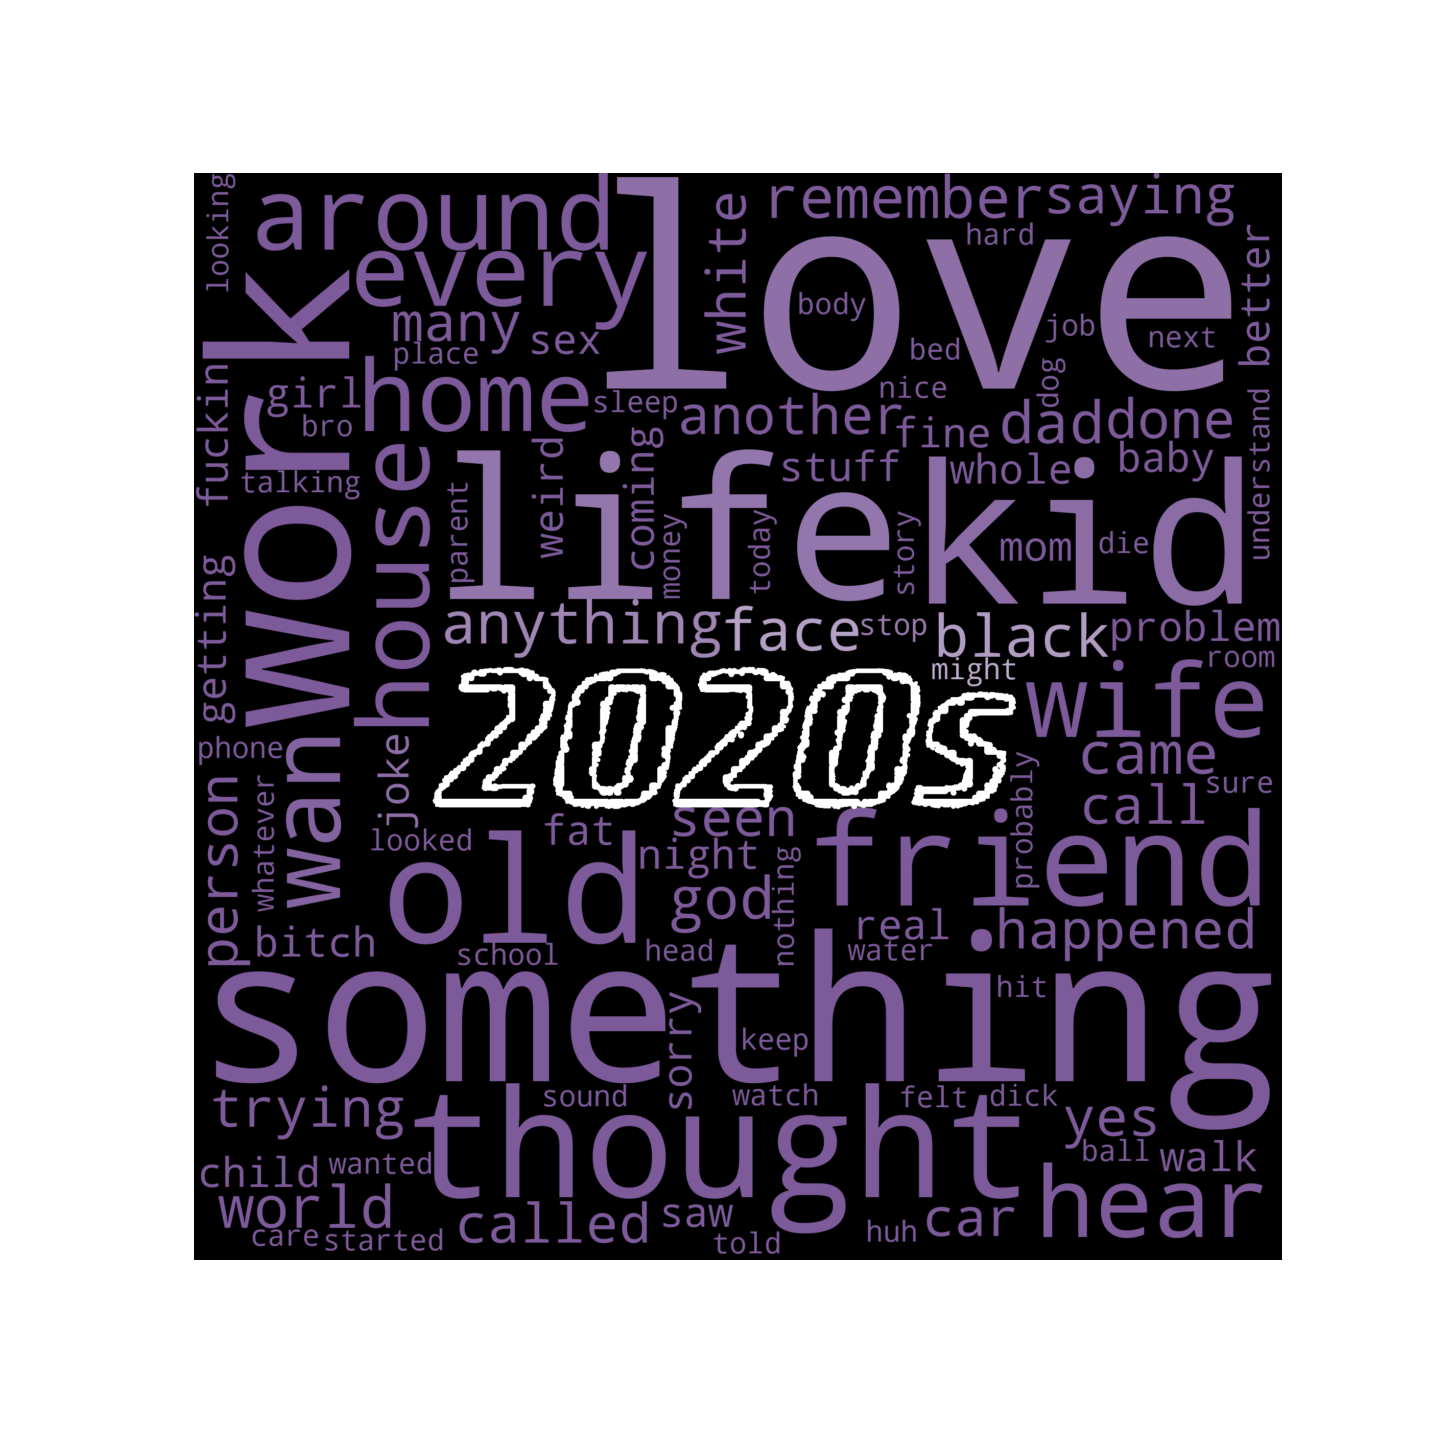 looking
around
love
white
remember
saying
hard
every
work
body
better
many
sex
job
next
place
bed
home
fuckin
girl
sleep
nice
dog
another
dad
done
bro
fine
understand
house
talking
life
weird
coming
stuff
whole
kid
baby
parent
money
today
story
mom
die
getting
anything
face
stop
black
problem
might
room
2020s
wife
phone
wan
joke
came
person
whatever
probably
sure
call
looked
fat
seen
friend
old
night
god
nothing
bitch
real
happened
school
head
water
something
hit
sorry
keep
trying
thought
sound
watch
felt
dick
yes
ball
walk
child
wanted
hear
world
called
saw
car
care
started
told
huh